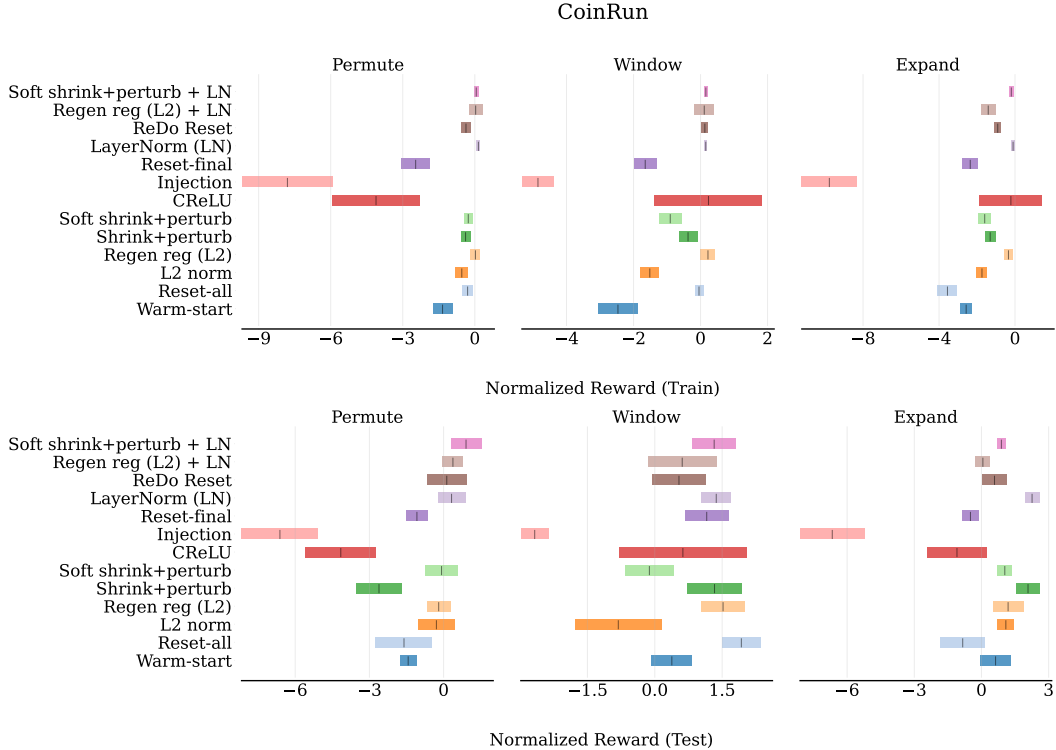 CoinRun
Permute Window Expand
Soft shrink+perturb + LN
Regen reg (L2) + LN
ReDo Reset
LayerNorm (LN)
Reset-final
Injection
CReLU
Soft shrink+perturb
Shrink+perturb
Regen reg (L2)
L2 norm
Reset-all
Warm-start
−9 −6 −3 0 −4 −2 0 2 −8 −4 0
Normalized Reward (Train)
Permute Window Expand
Soft shrink+perturb + LN
Regen reg (L2) + LN
ReDo Reset
LayerNorm (LN)
Reset-final
Injection
CReLU
Soft shrink+perturb
Shrink+perturb
Regen reg (L2)
L2 norm
Reset-all
Warm-start
−6 −3 0 −1.5 0.0 1.5 −6 −3 0 3
Normalized Reward (Test)